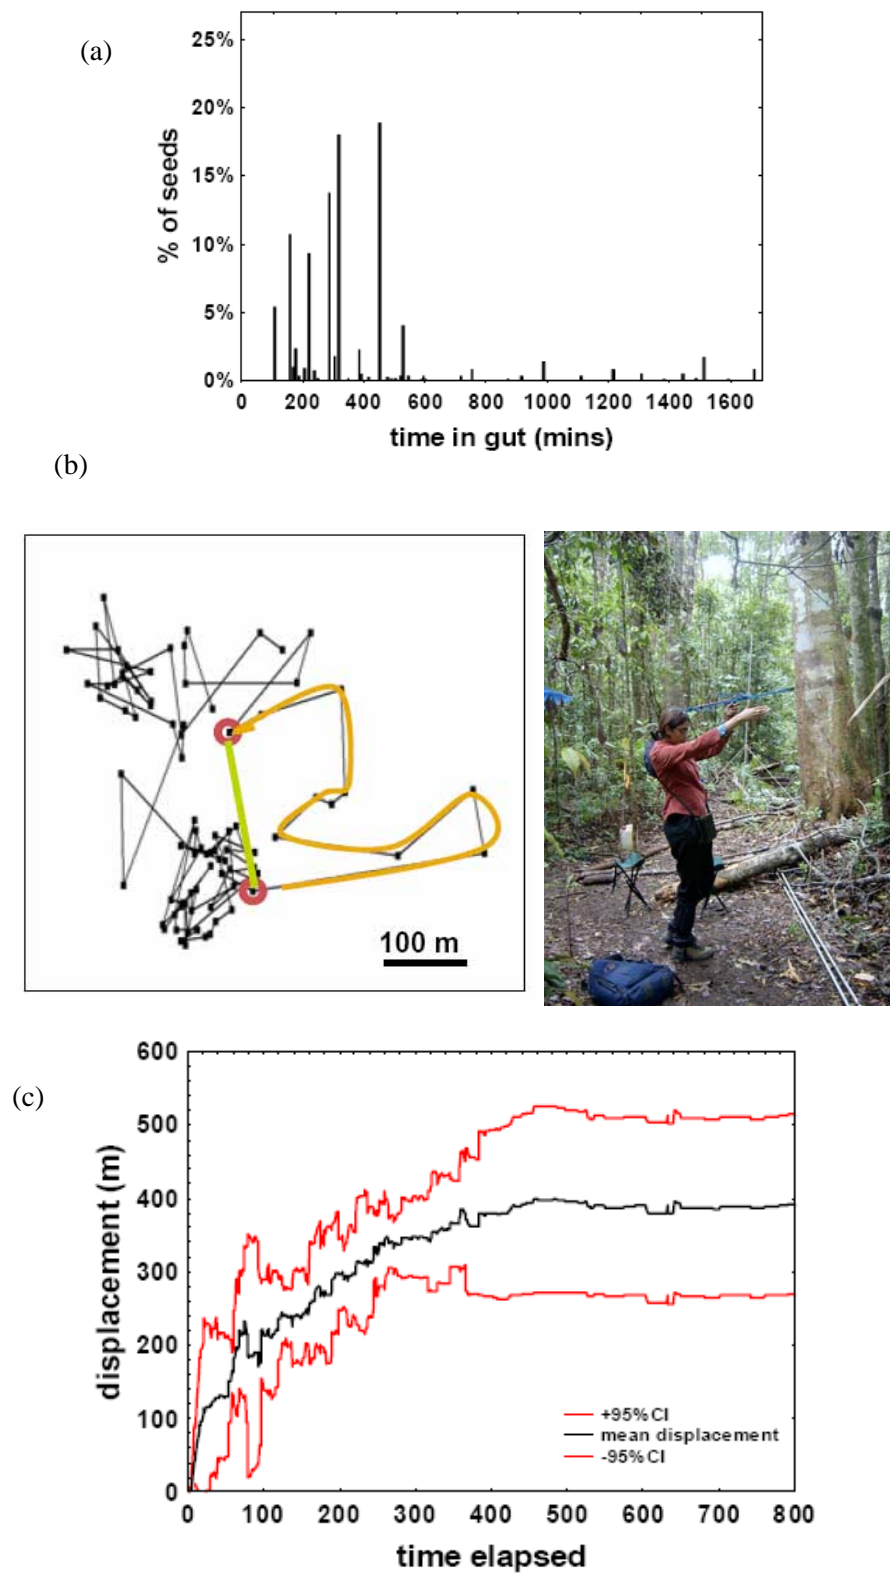 (a)
25%
20%
15%
10%
5%
0%
% of seeds
0 200 400 600 800 1000 1200 1400 1600
time in gut (mins)
(b)
100 m
(c)
600
500
400
300
200
100
0
displacement (m)
+95%CI
mean displacement
-95%CI
0 100 200 300 400 500 600 700 800
time elapsed